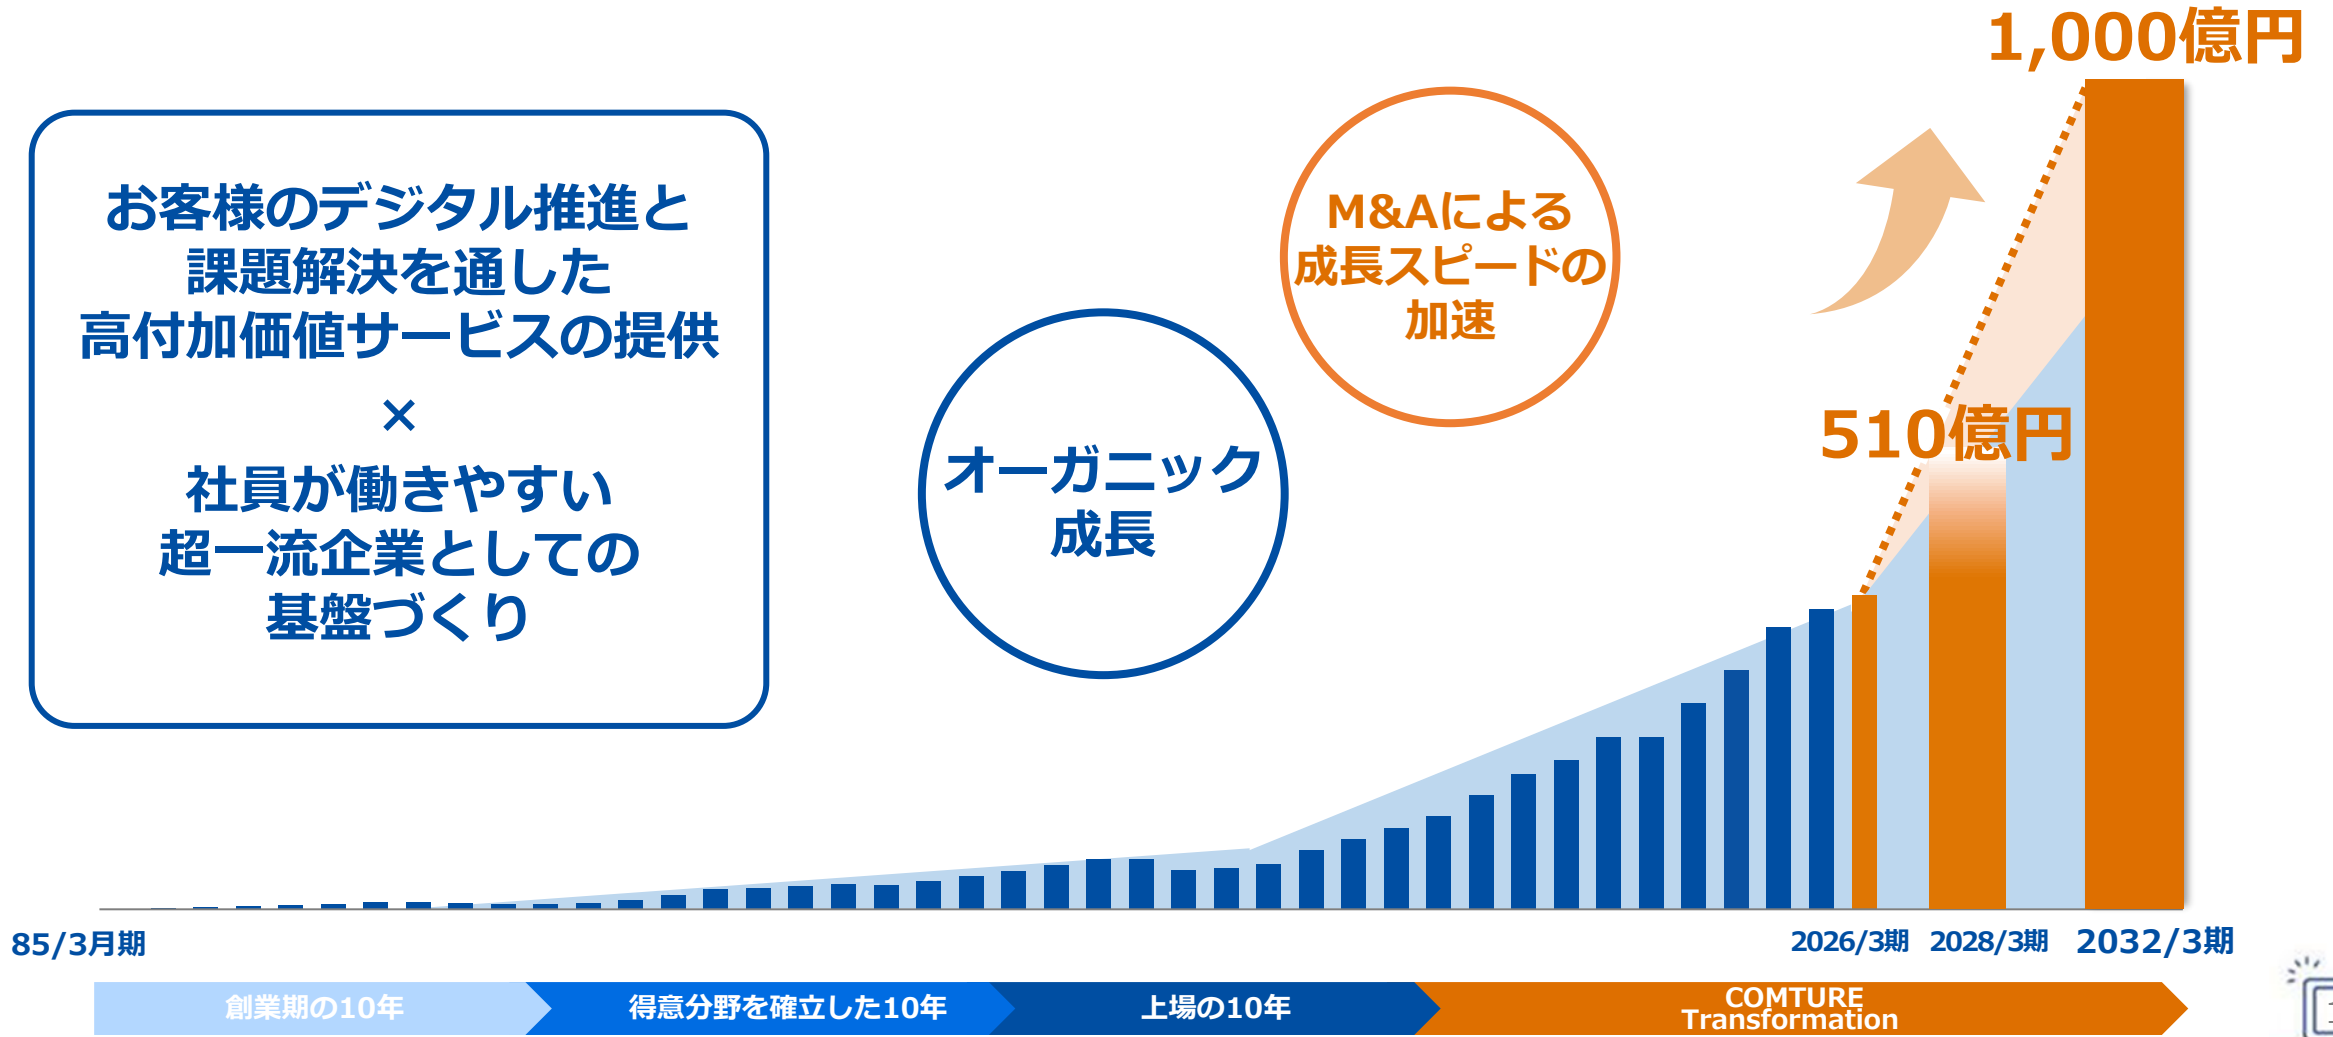 1,000億円
お客様のデジタル推進と
課題解決を通した
高付加価値サービスの提供
×
社員が働きやすい
超一流企業としての
基盤づくり
オーガニック
成長
M&Aによる
成長スピードの
加速
510億円
85/3月期
2026/3期
2028/3期
2032/3期
創業期の10年
得意分野を確立した10年
上場の10年
COMTURE
Transformation